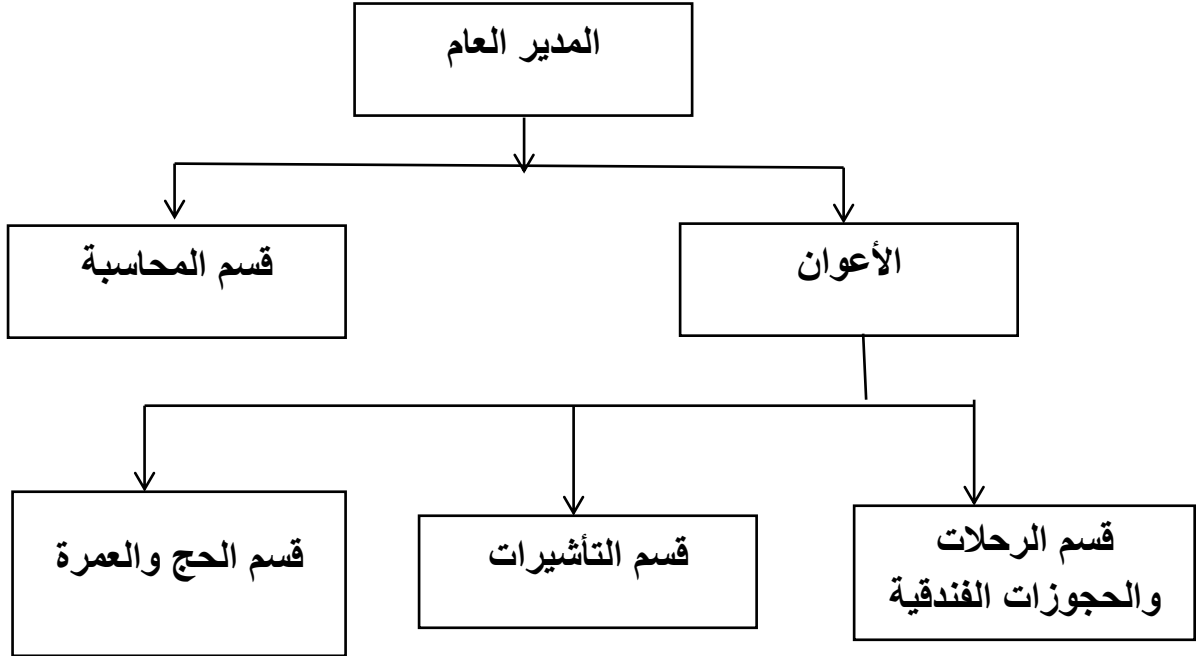 المدير العام
الأعوان
قسم المحاسبة
قسم الرحلات
والحجوزات الفندقية
قسم التأشيرات
قسم الحج والعمرة